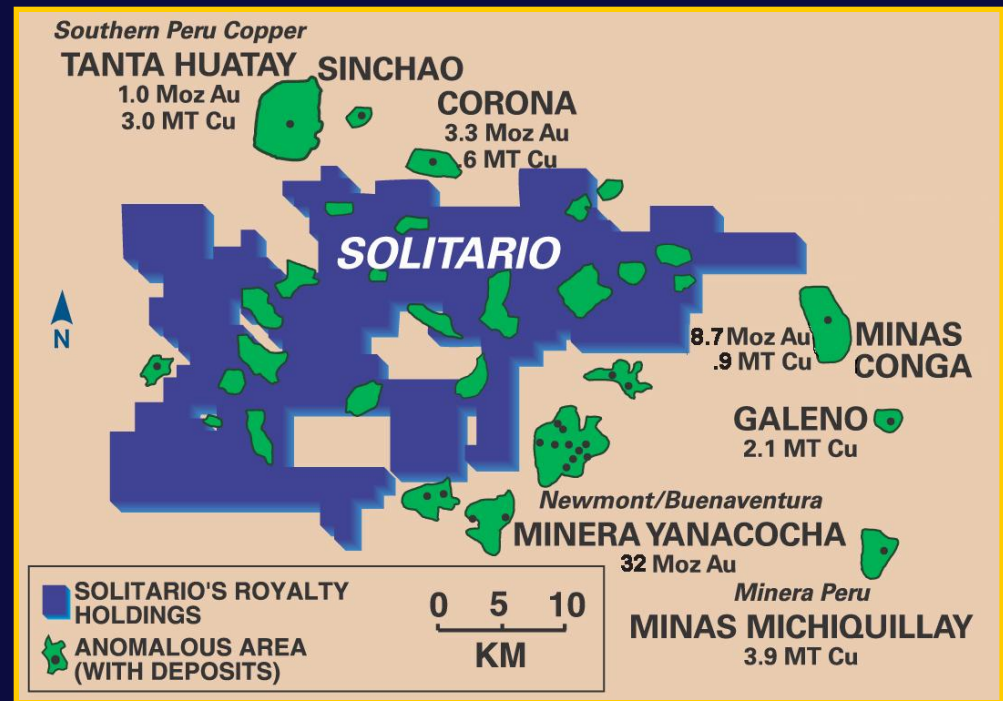 Southern Peru Copper
TANTA HUATAY
1.0 Moz Au
3.0 MT Cu
SINCHAO
CORONA
3.3 Moz Au
.6 MT Cu
SOLITARIO
N
8.7 Moz Au
.9 MT Cu
MINAS
CONGA
GALENO
2.1 MT Cu
Newmont/Buenaventura
MINERA YANACOCHA
32 Moz Au
Minera Peru
MINAS MICHIQUILLAY
3.9 MT Cu
SOLITARIO'S ROYALTY
HOLDINGS
ANOMALOUS AREA
(WITH DEPOSITS)
0 5 10
KM